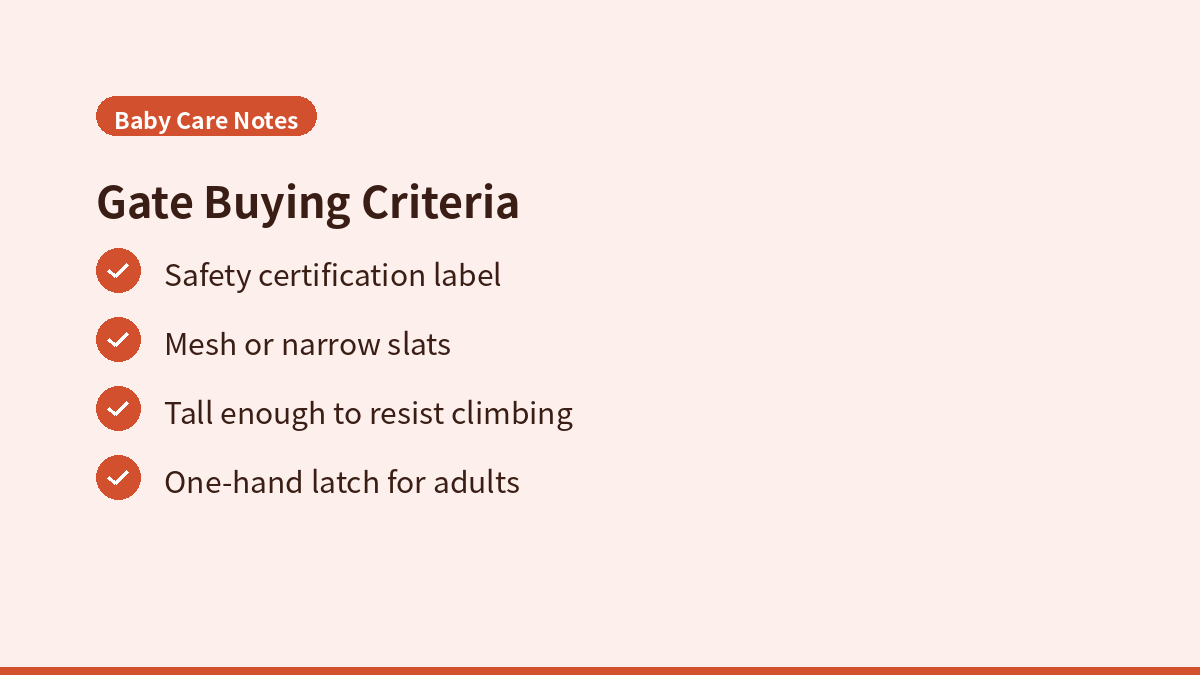 Baby Care Notes
Gate Buying Criteria
Safety certification label
Mesh or narrow slats
Tall enough to resist climbing
One-hand latch for adults